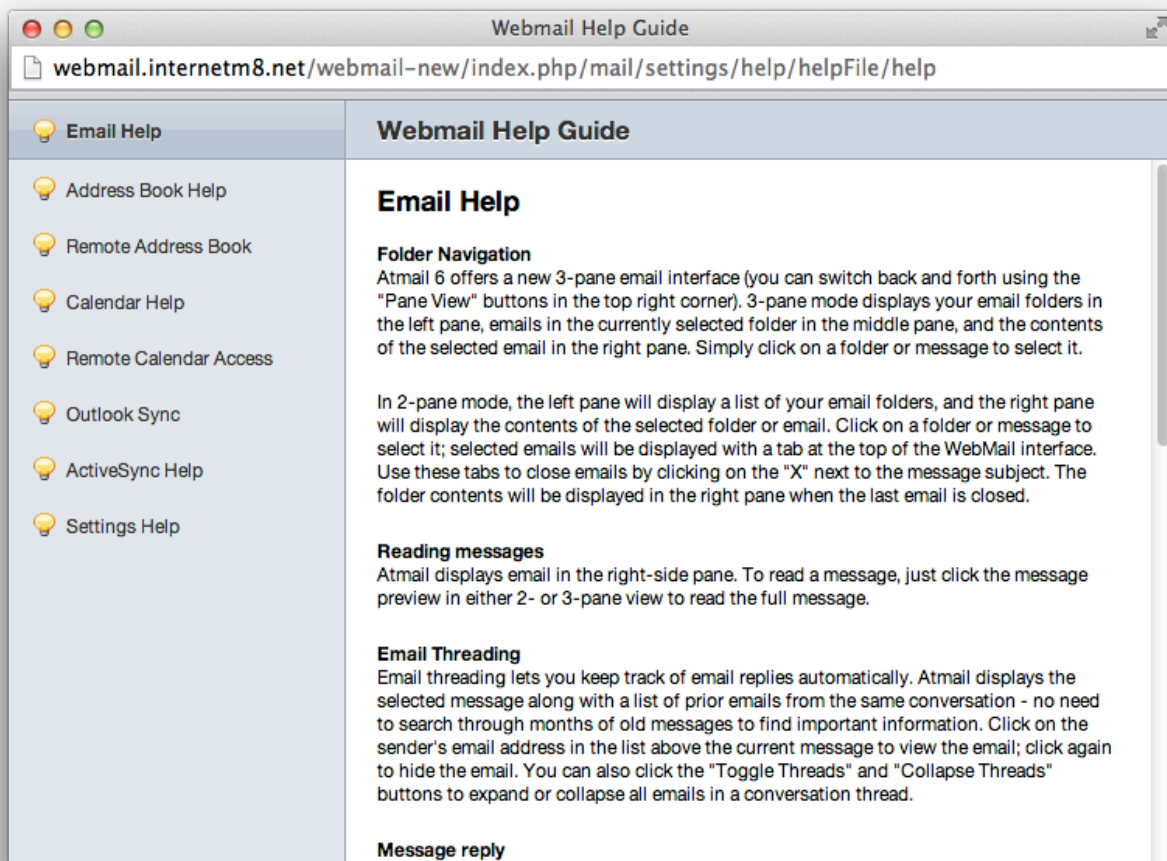 Webmail Help Guide
webmail.internetm8.net/webmail-new/index.php/mail/settings/help/helpFile/help
Email Help
Address Book Help
Remote Address Book
Calendar Help
Remote Calendar Access
Outlook Sync
ActiveSync Help
Settings Help
Webmail Help Guide
Email Help
Folder Navigation
Atmail 6 offers a new 3-pane email interface (you can switch back and forth using the
"Pane View" buttons in the top right corner). 3-pane mode displays your email folders in
the left pane, emails in the currently selected folder in the middle pane, and the contents
of the selected email in the right pane. Simply click on a folder or message to select it.
In 2-pane mode, the left pane will display a list of your email folders, and the right pane
will display the contents of the selected folder or email. Click on a folder or message to
select it; selected emails will be displayed with a tab at the top of the WebMail interface.
Use these tabs to close emails by clicking on the "X" next to the message subject. The
folder contents will be displayed in the right pane when the last email is closed.
Reading messages
Atmail displays email in the right-side pane. To read a message, just click the message
preview in either 2- or 3-pane view to read the full message.
Email Threading
Email threading lets you keep track of email replies automatically. Atmail displays the
selected message along with a list of prior emails from the same conversation - no need
to search through months of old messages to find important information. Click on the
sender's email address in the list above the current message to view the email; click again
to hide the email. You can also click the "Toggle Threads" and "Collapse Threads"
buttons to expand or collapse all emails in a conversation thread.
Message reply